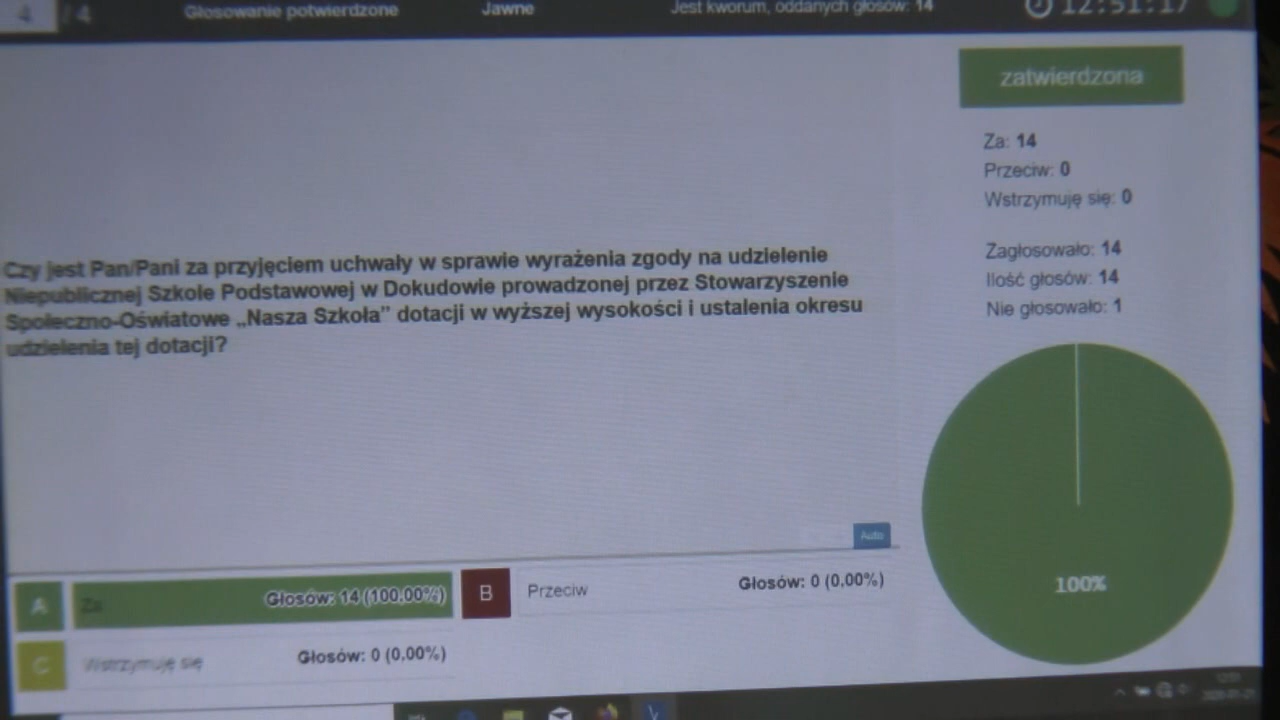 4 / 4 Głosowanie potwierdzone Jawne Jest kworum, oddanych głosów: 14 12:51:17
zatwierdzona
Za: 14
Przeciw: 0
Wstrzymuję się: 0
Zagłosowało: 14
Ilość głosów: 14
Nie głosowało: 1
Czy jest Pan/Pani za przyjęciem uchwały w sprawie wyrażenia zgody na udzielenie
Niepublicznej Szkole Podstawowej w Dokudowie prowadzonej przez Stowarzyszenie
Społeczno-Oświatowe „Nasza Szkoła” dotacji w wyższej wysokości i ustalenia okresu
udzielenia tej dotacji?
Auto
A Za Głosów: 14 (100,00%)
B Przeciw Głosów: 0 (0,00%)
C Wstrzymuję się Głosów: 0 (0,00%)
100%